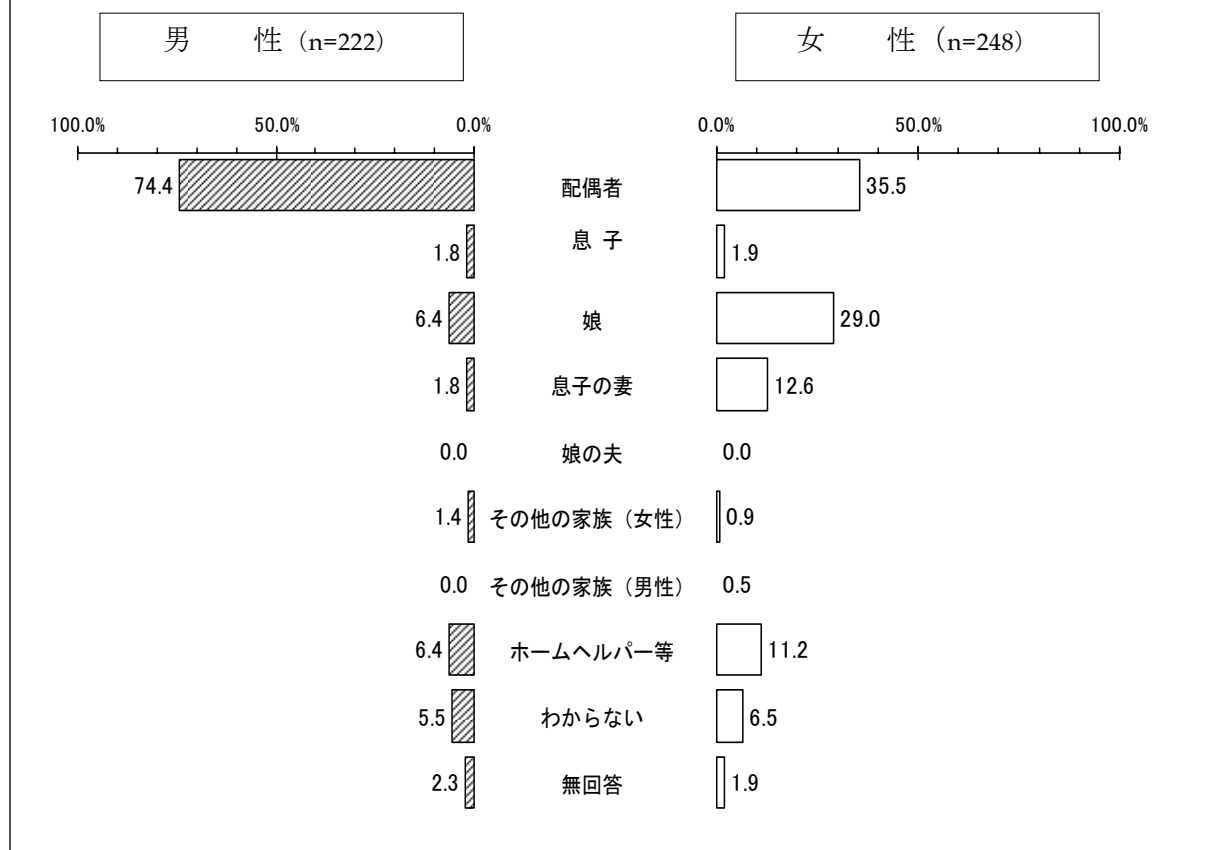 男　　性（n=222）　女　　性（n=248）
100.0%　50.0%　0.0%　0.0%　50.0%　100.0%
74.4　配偶者　35.5
1.8　息 子　1.9
6.4　娘　29.0
1.8　息子の妻　12.6
0.0　娘の夫　0.0
1.4　その他の家族（女性）　0.9
0.0　その他の家族（男性）　0.5
6.4　ホームヘルパー等　11.2
5.5　わからない　6.5
2.3　無回答　1.9